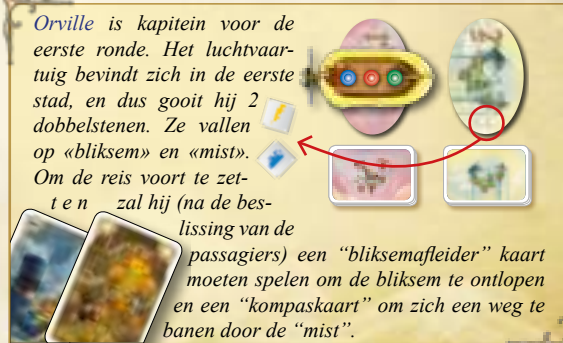 Orville is kapitein voor de
eerste ronde. Het luchtvaar-
tuig bevindt zich in de eerste
stad, en dus gooit hij 2
dobbelstenen. Ze vallen
op «bliksem» en «mist».
Om de reis voort te zet-
ten zal hij (na de bes-
lissing van de
passagiers) een “bliksemafleider” kaart
moeten spelen om de bliksem te ontlopen
en een “kompaskaart” om zich een weg te
banen door de “mist”.